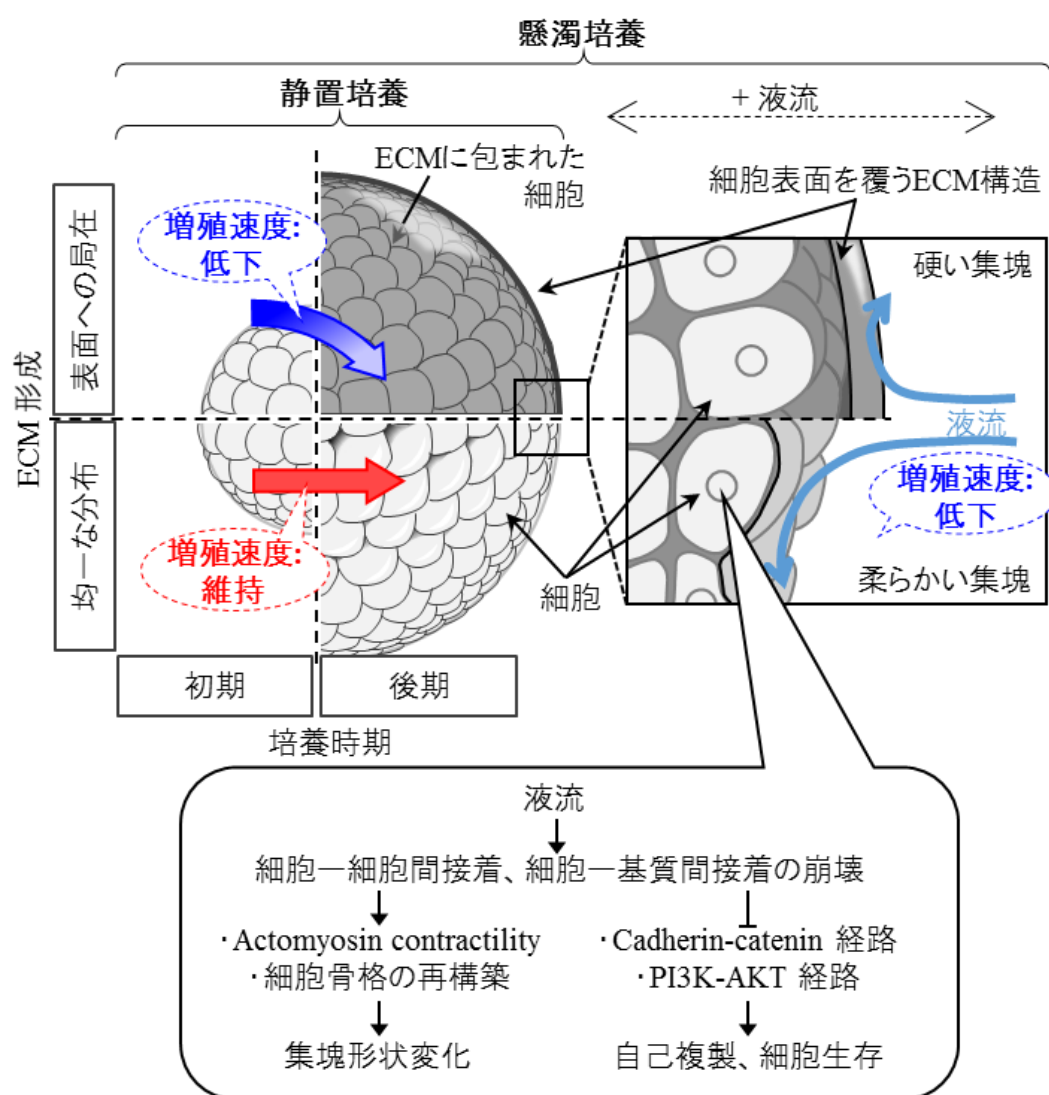 懸濁培養
静置培養
+ 液流
ECMに包まれた
細胞
細胞表面を覆うECM構造
増殖速度:
低下
硬い集塊
表面への局在
ECM 形成
均一な分布
液流
増殖速度:
低下
増殖速度:
維持
細胞
柔らかい集塊
初期
後期
培養時期
液流
細胞―細胞間接着、細胞―基質間接着の崩壊
・Actomyosin contractility
・細胞骨格の再構築
・Cadherin-catenin 経路
・PI3K-AKT 経路
集塊形状変化
自己複製、細胞生存